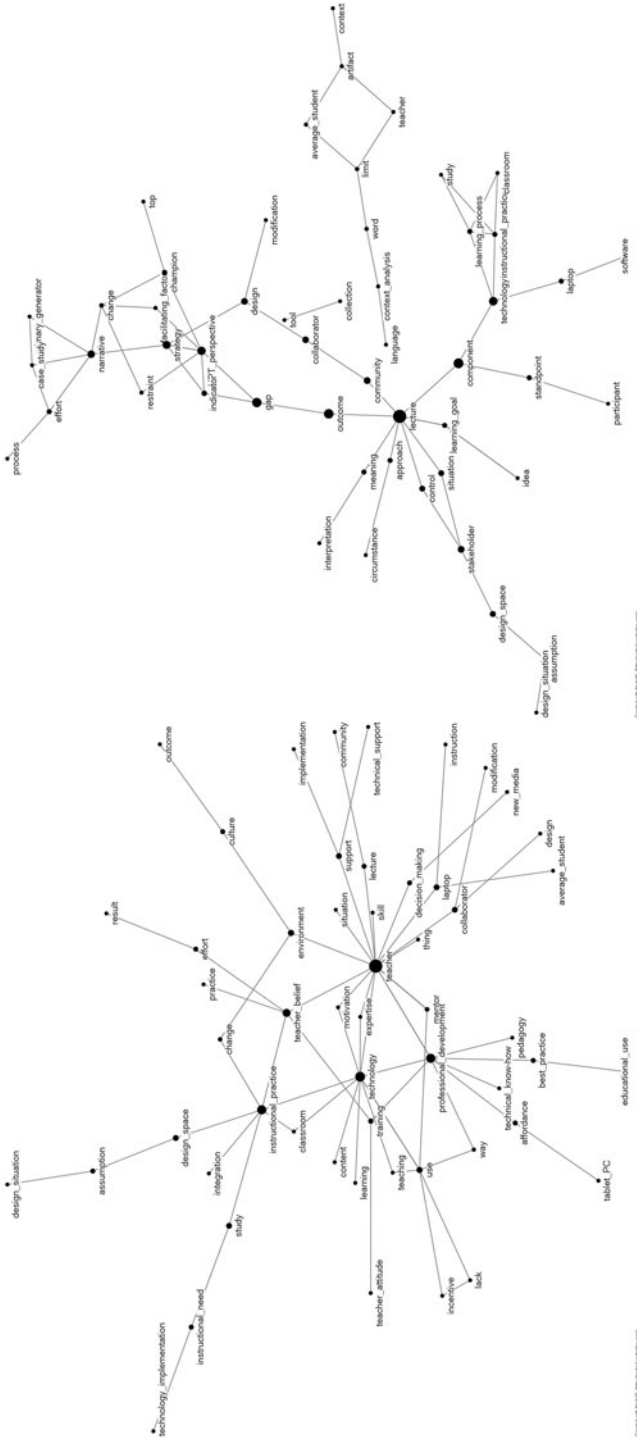 design_situation
assumption
design_space
technology_implementation
instructional_need
study
integration
instructional_practice
change
practice
effort
result
teacher_belief
environment
culture
outcome
classroom
technology
content
learning
motivation
expertise
training
teacher_attitude
teaching
use
incentive
lack
way
mentor
professional_development
technical_know-how
affordance
pedagogy
best_practice
educational_use
tablet_PC
teacher
situation
skill
thing
support
implementation
community
technical_support
lecture
decision_making
laptop
instruction
collaborator
modification
new_media
design
average_student
process
effort
case_study
narrative
change
restraint
facilitating_factor
strategy
champion
top
indicator
gap
outcome
design
modification
tool
collection
collaborator
community
lecture
meaning
interpretation
approach
circumstance
control
situation
learning_goal
idea
stakeholder
design_space
design_situation
assumption
component
standpoint
participant
technology
instructional_practice
learning_process
study
classroom
laptop
software
language
context_analysis
word
limit
average_student
teacher
artifact
context